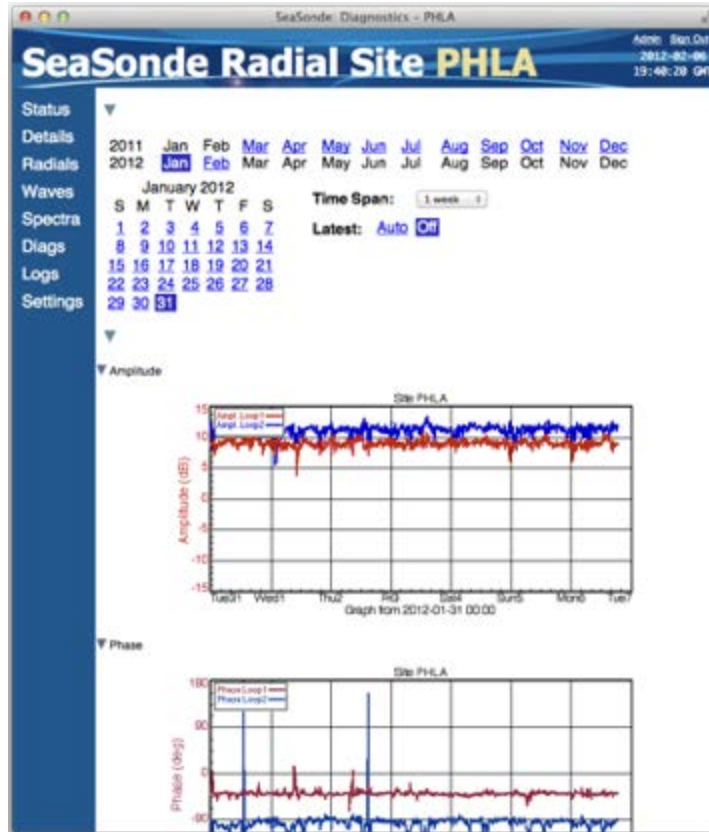 SeaSonde: Diagnostics - PHLA
SeaSonde Radial Site PHLA
Admin Sign Out
2012-02-06
19:40:20 GMT
Status
Details
Radials
Waves
Spectra
Diags
Logs
Settings
2011 Jan Feb Mar Apr May Jun Jul Aug Sep Oct Nov Dec
2012 Jan Feb Mar Apr May Jun Jul Aug Sep Oct Nov Dec
January 2012
S M T W T F S
1 2 3 4 5 6 7
8 9 10 11 12 13 14
15 16 17 18 19 20 21
22 23 24 25 26 27 28
29 30 31
Time Span: 1 week
Latest: Auto Off
Amplitude
Site PHLA
Ampl. Loop1
Ampl. Loop2
15
10
5
0
-5
-10
-15
Amplitude (dB)
Tue31 Wed1 Thu2 Fri3 Sat4 Sun5 Mon6 Tue7
Graph from 2012-01-31 00:00
Phase
Site PHLA
Phase Loop1
Phase Loop2
180
90
0
-90
Phase (deg)